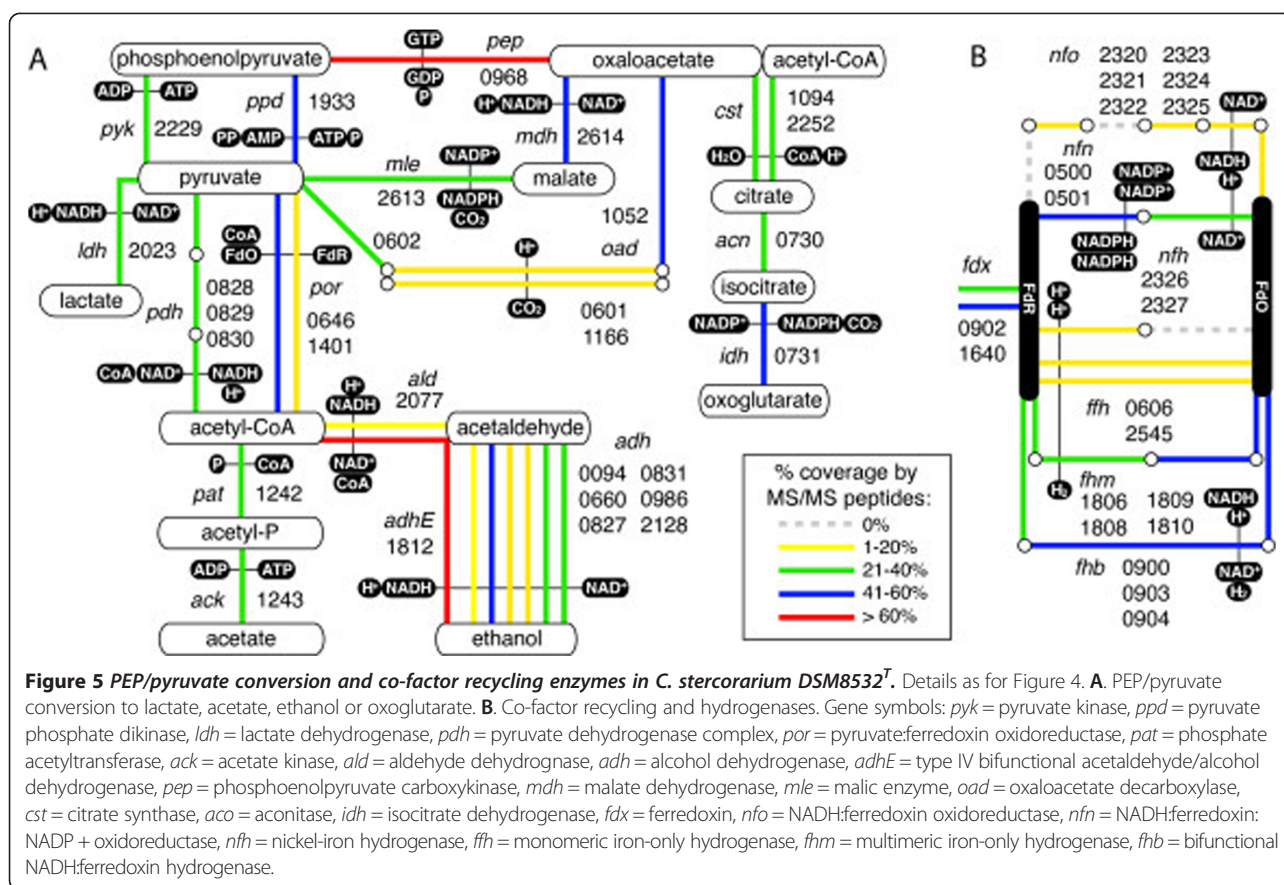 A
phosphoenolpyruvate
GTP
pep
GDP
P
0968
oxaloacetate
acetyl-CoA
ADP
ATP
pyk
2229
ppd
1933
PP AMP
ATP P
H⁺ NADH
NAD⁺
mdh
2614
cst
1094
2252
H₂O
CoA H⁺
pyruvate
mle
NADP⁺
2613
NADPH
CO₂
malate
citrate
H⁺ NADH
NAD⁺
ldh
2023
lactate
CoA
FdO
FdR
0602
H⁺
1052
oad
CO₂
0601
1166
acn
0730
isocitrate
pdh
0828
0829
0830
por
0646
1401
NADP⁺
NADPH CO₂
idh
0731
oxoglutarate
CoA NAD⁺
NADH
H⁺
acetyl-CoA
H⁺
NADH
ald
2077
NAD⁺
CoA
acetaldehyde
P
CoA
pat
1242
acetyl-P
adhE
1812
adh
0094 0831
0660 0986
0827 2128
ADP
ATP
ack
1243
acetate
H⁺ NADH
NAD⁺
ethanol
% coverage by
MS/MS peptides:
0%
1-20%
21-40%
41-60%
> 60%
B
nfo 2320 2323
2321 2324
2322 2325
NAD⁺
NADH
H⁺
NAD⁺
nfn
0500
0501
NADP⁺
NADP⁺
NADPH
NADPH
fdx
0902
1640
FdR
FdO
H⁺
H⁺
nfh
2326
2327
ffh 0606
2545
H₂
fhm
1806 1809
1808 1810
NADH
H⁺
fhb 0900
0903
0904
NAD⁺
H₂
Figure 5 PEP/pyruvate conversion and co-factor recycling enzymes in C. stercorarium DSM8532ᵀ. Details as for Figure 4. A. PEP/pyruvate
conversion to lactate, acetate, ethanol or oxoglutarate. B. Co-factor recycling and hydrogenases. Gene symbols: pyk = pyruvate kinase, ppd = pyruvate
phosphate dikinase, ldh = lactate dehydrogenase, pdh = pyruvate dehydrogenase complex, por = pyruvate:ferredoxin oxidoreductase, pat = phosphate
acetyltransferase, ack = acetate kinase, ald = aldehyde dehydrognase, adh = alcohol dehydrogenase, adhE = type IV bifunctional acetaldehyde/alcohol
dehydrogenase, pep = phosphoenolpyruvate carboxykinase, mdh = malate dehydrogenase, mle = malic enzyme, oad = oxaloacetate decarboxylase,
cst = citrate synthase, aco = aconitase, idh = isocitrate dehydrogenase, fdx = ferredoxin, nfo = NADH:ferredoxin oxidoreductase, nfn = NADH:ferredoxin:
NADP + oxidoreductase, nfh = nickel-iron hydrogenase, ffh = monomeric iron-only hydrogenase, fhm = multimeric iron-only hydrogenase, fhb = bifunctional
NADH:ferredoxin hydrogenase.